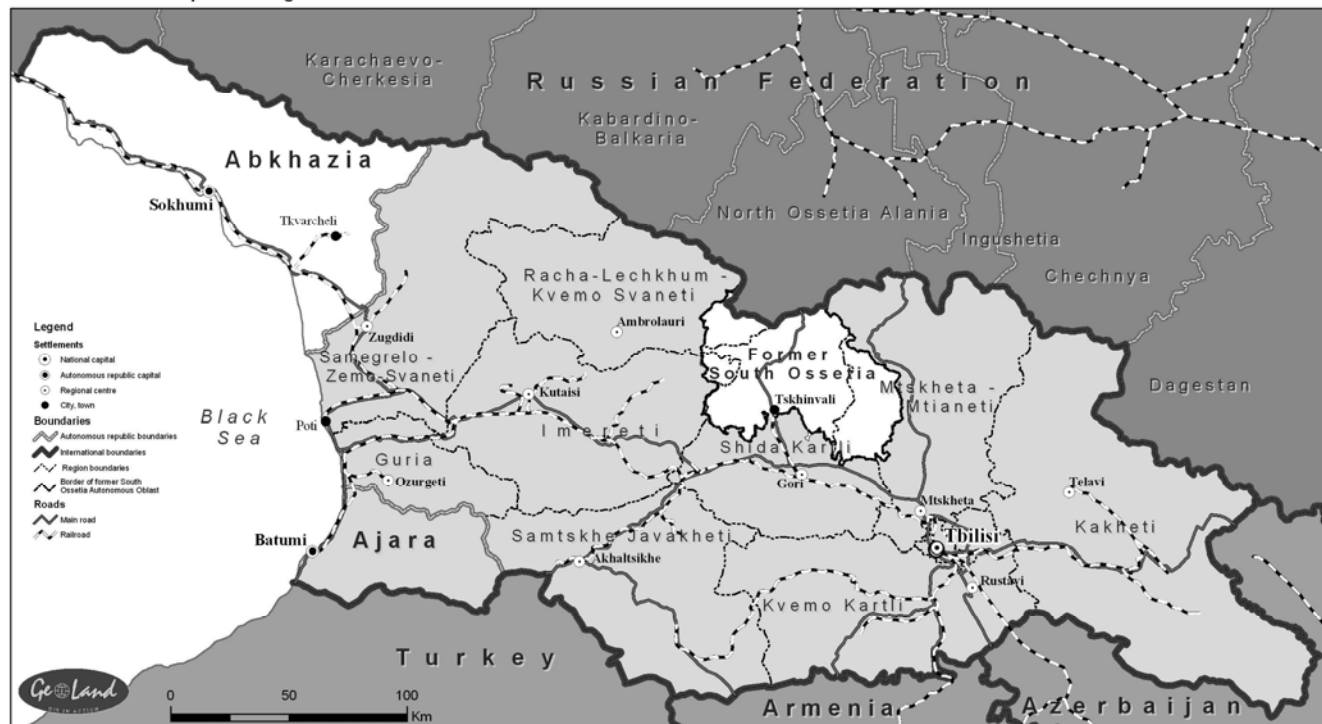 Karachaevo-
Cherkesia
Russian Federation
Kabardino-
Balkaria
Abkhazia
Sokhumi
Tkvarcheli
North Ossetia Alania
Ingushetia
Chechnya
Racha-Lechkhum -
Kvemo Svaneti
Ambrolauri
Zugdidi
Samegrelo -
Zemo-Svaneti
Former
South Ossetia
Tskhinvali
Mtskheta -
Mtianeti
Dagestan
Legend
Settlements
National capital
Autonomous republic capital
Regional centre
City, town
Boundaries
Autonomous republic boundaries
International boundaries
Region boundaries
Border of former South
Ossetia Autonomous Oblast
Roads
Main road
Railroad
Black
Sea
Poti
Kutaisi
Imereti
Shida Kartli
Guria
Ozurgeti
Gori
Mtskheta
Telavi
Kakheti
Batumi
Ajara
Samtskhe Javakheti
Akhaltsikhe
Tbilisi
Rustavi
Kvemo Kartli
Turkey
Armenia
Azerbaijan
Geoland
GIS IN ACTION
0 50 100
Km